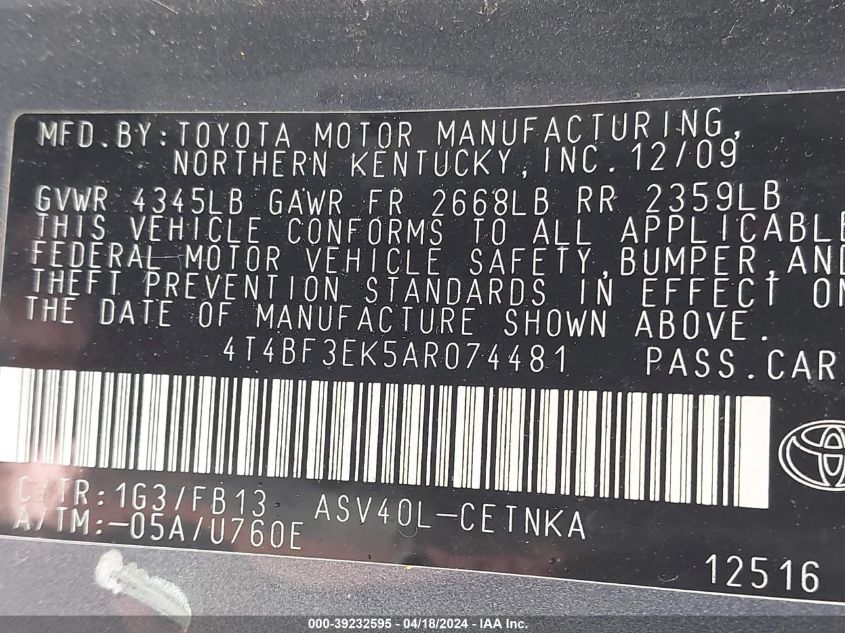 MFD.BY:TOYOTA MOTOR MANUFACTURING,
NORTHERN KENTUCKY,INC.12/09
GVWR 4345LB GAWR FR 2668LB RR 2359LB
THIS VEHICLE CONFORMS TO ALL APPLICABLE
FEDERAL MOTOR VEHICLE SAFETY,BUMPER,AND
THEFT PREVENTION STANDARDS IN EFFECT ON
THE DATE OF MANUFACTURE SHOWN ABOVE.
4T4BF3EK5AR074481 PASS.CAR
C/TR:1G3/FB13 ASV40L-CETNKA
A/TM:-05A/U760E
12516
000-39232595 - 04/18/2024 - IAA Inc.